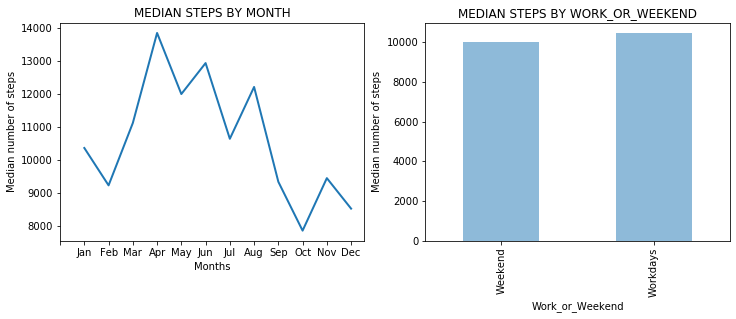 MEDIAN STEPS BY MONTH
Median number of steps
14000
13000
12000
11000
10000
9000
8000
Jan Feb Mar Apr May Jun Jul Aug Sep Oct Nov Dec
Months
MEDIAN STEPS BY WORK_OR_WEEKEND
Median number of steps
10000
8000
6000
4000
2000
0
Weekend
Workdays
Work_or_Weekend